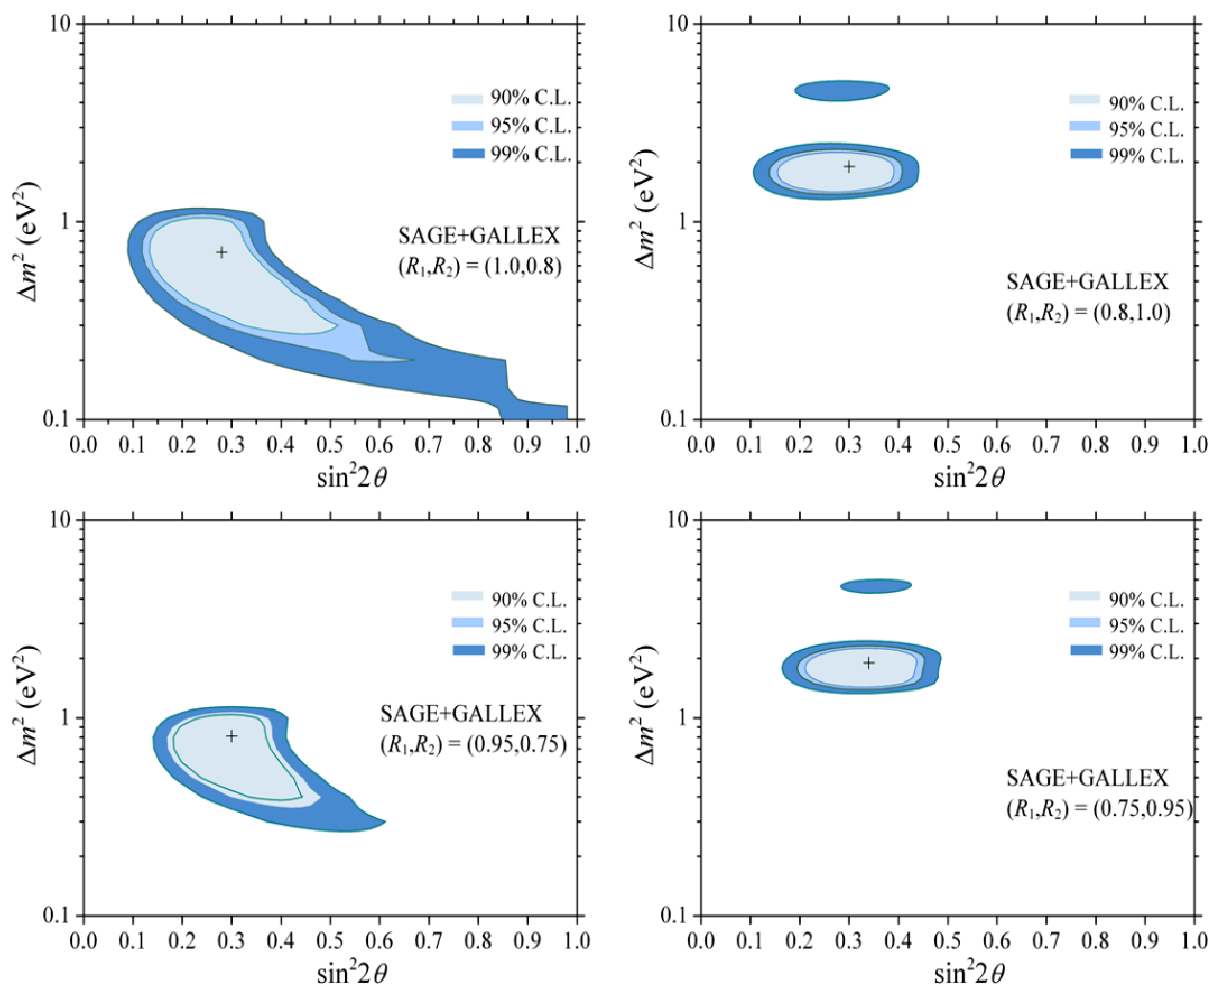 10
1
0.1
Δm² (eV²)
90% C.L.
95% C.L.
99% C.L.
SAGE+GALLEX
(R₁,R₂) = (1.0,0.8)
0.0 0.1 0.2 0.3 0.4 0.5 0.6 0.7 0.8 0.9 1.0
sin²2θ
10
1
0.1
Δm² (eV²)
90% C.L.
95% C.L.
99% C.L.
SAGE+GALLEX
(R₁,R₂) = (0.8,1.0)
0.0 0.1 0.2 0.3 0.4 0.5 0.6 0.7 0.8 0.9 1.0
sin²2θ
10
1
0.1
Δm² (eV²)
90% C.L.
95% C.L.
99% C.L.
SAGE+GALLEX
(R₁,R₂) = (0.95,0.75)
0.0 0.1 0.2 0.3 0.4 0.5 0.6 0.7 0.8 0.9 1.0
sin²2θ
10
1
0.1
Δm² (eV²)
90% C.L.
95% C.L.
99% C.L.
SAGE+GALLEX
(R₁,R₂) = (0.75,0.95)
0.0 0.1 0.2 0.3 0.4 0.5 0.6 0.7 0.8 0.9 1.0
sin²2θ